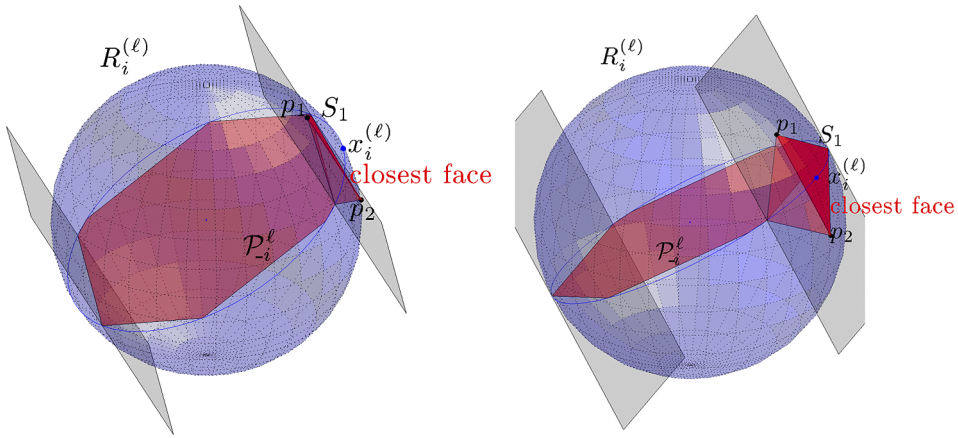 R_i^{(ℓ)}
p_1 S_1
x_i^{(ℓ)}
closest face
p_2
𝒫_{-i}^ℓ
R_i^{(ℓ)}
p_1 S_1
x_i^{(ℓ)}
closest face
p_2
𝒫_{-i}^ℓ